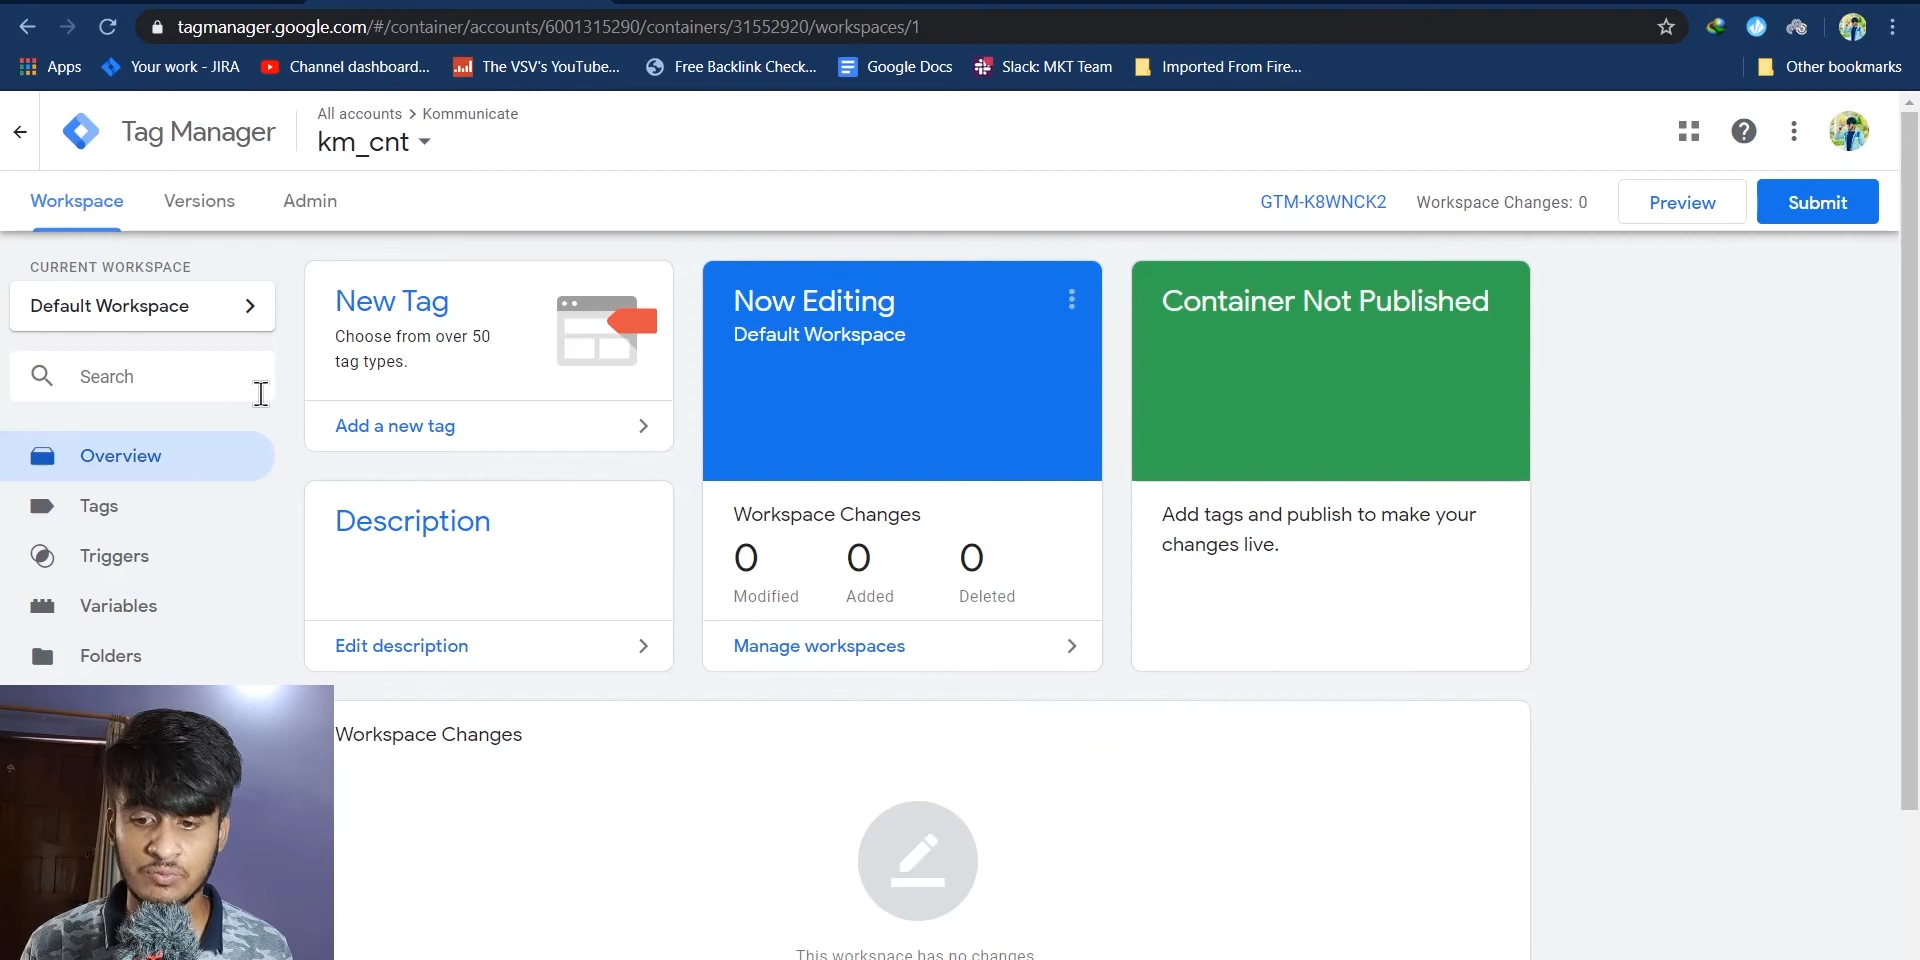 tagmanager.google.com/#/container/accounts/6001315290/containers/31552920/workspaces/1
Apps
Your work - JIRA
Channel dashboard...
The VSV's YouTube...
Free Backlink Check...
Google Docs
Slack: MKT Team
Imported From Fire...
Other bookmarks
Tag Manager
All accounts > Kommunicate
km_cnt
Workspace
Versions
Admin
GTM-K8WNCK2
Workspace Changes: 0
Preview
Submit
CURRENT WORKSPACE
Default Workspace
Search
Overview
Tags
Triggers
Variables
Folders
New Tag
Choose from over 50
tag types.
Add a new tag
Description
Edit description
Now Editing
Default Workspace
Workspace Changes
0 0 0
Modified Added Deleted
Manage workspaces
Container Not Published
Add tags and publish to make your
changes live.
Workspace Changes
This workspace has no changes